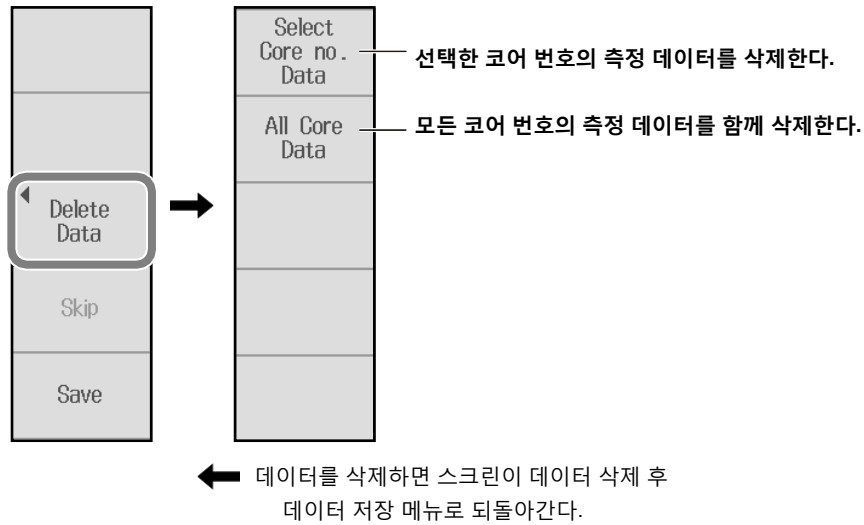 Select
Core no.
Data
선택한 코어 번호의 측정 데이터를 삭제한다.
All Core
Data
모든 코어 번호의 측정 데이터를 함께 삭제한다.
Delete
Data
Skip
Save
데이터를 삭제하면 스크린이 데이터 삭제 후
데이터 저장 메뉴로 되돌아간다.